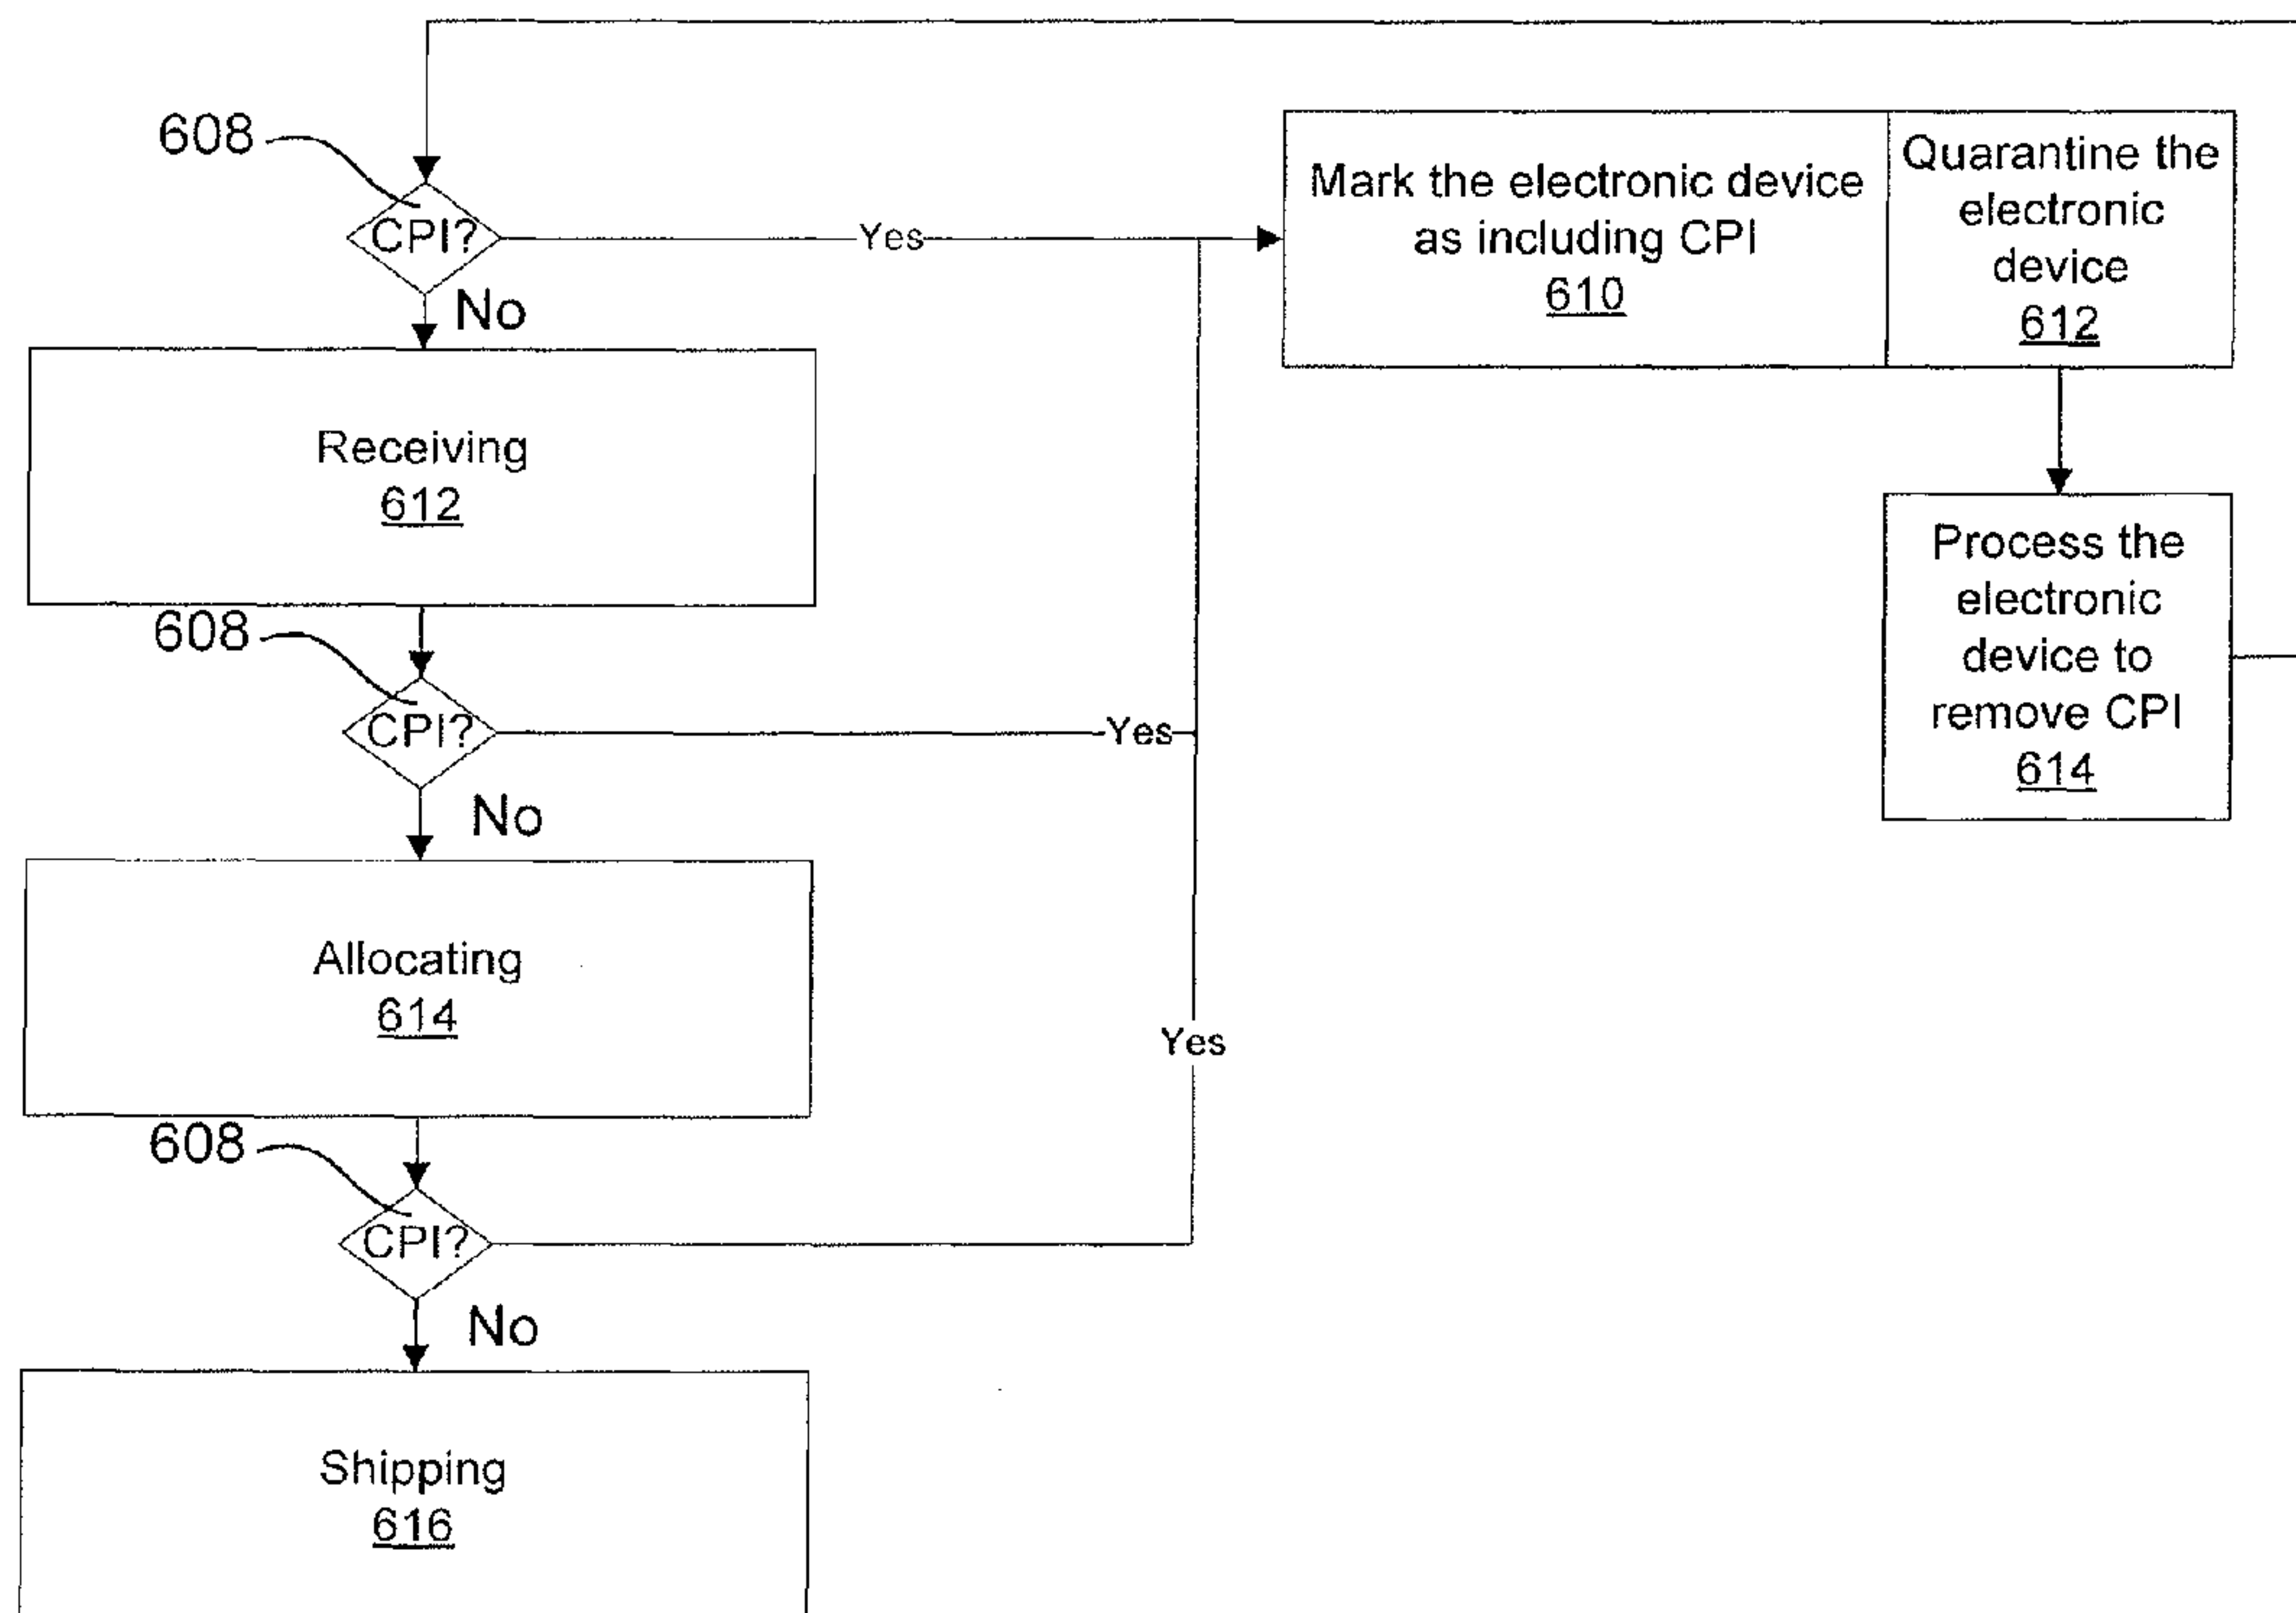 608
CPI?
Yes
No
Mark the electronic device
as including CPI
610
Quarantine the
electronic
device
612
Receiving
612
Process the
electronic
device to
remove CPI
614
608
CPI?
Yes
No
Allocating
614
Yes
608
CPI?
No
Shipping
616